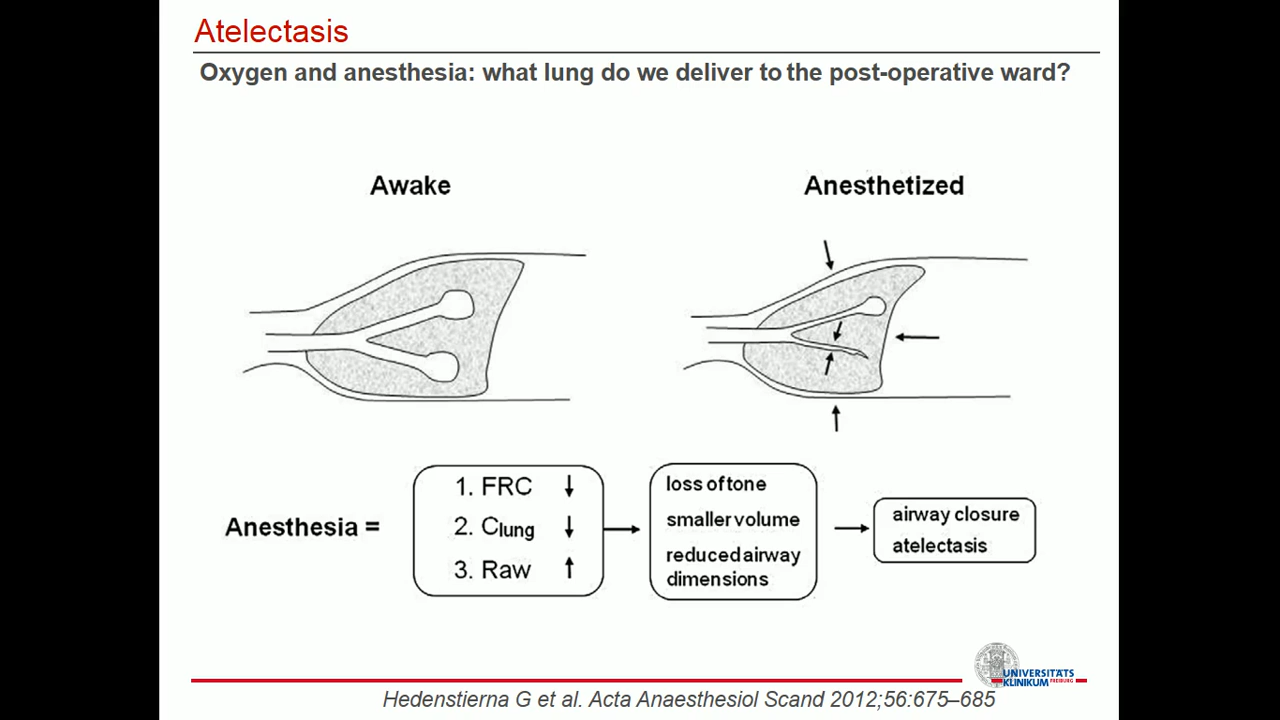 Atelectasis
Oxygen and anesthesia: what lung do we deliver to the post-operative ward?
Awake
Anesthetized
Anesthesia =
1. FRC ↓
2. Clung ↓
3. Raw ↑
loss of tone
smaller volume
reduced airway
dimensions
airway closure
atelectasis
UNIVERSITÄTS
KLINIKUM FREIBURG
Hedenstierna G et al. Acta Anaesthesiol Scand 2012;56:675–685